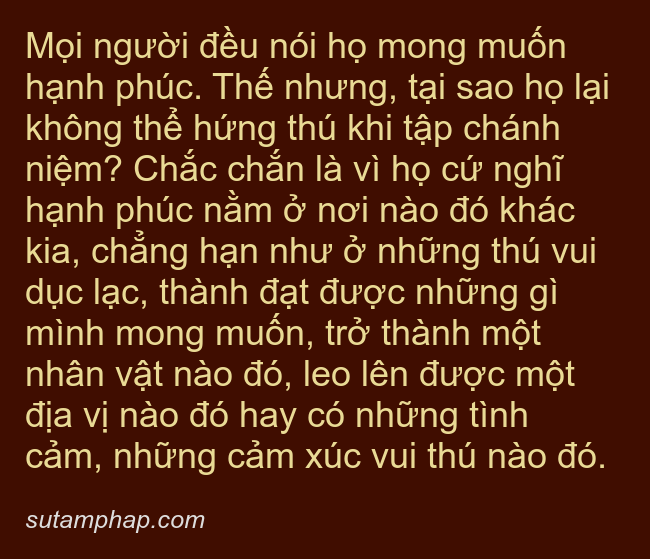 Mọi người đều nói họ mong muốn
hạnh phúc. Thế nhưng, tại sao họ lại
không thể hứng thú khi tập chánh
niệm? Chắc chắn là vì họ cứ nghĩ
hạnh phúc nằm ở nơi nào đó khác
kia, chẳng hạn như ở những thú vui
dục lạc, thành đạt được những gì
mình mong muốn, trở thành một
nhân vật nào đó, leo lên được một
địa vị nào đó hay có những tình
cảm, những cảm xúc vui thú nào đó.
sutamphap.com